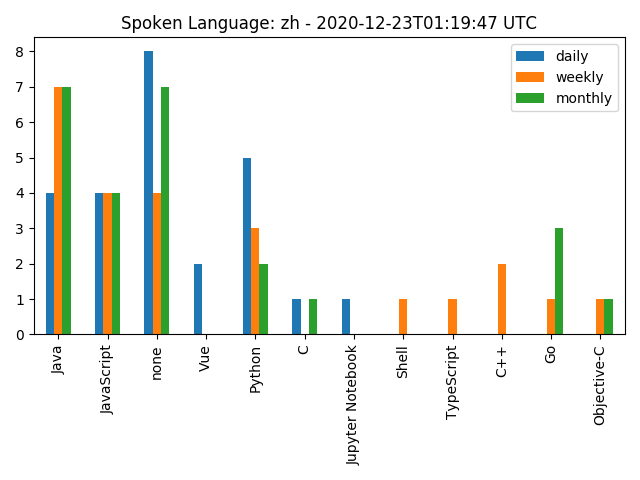 Spoken Language: zh - 2020-12-23T01:19:47 UTC
daily
weekly
monthly
8
7
6
5
4
3
2
1
0
Java
JavaScript
none
Vue
Python
C
Jupyter Notebook
Shell
TypeScript
C++
Go
Objective-C